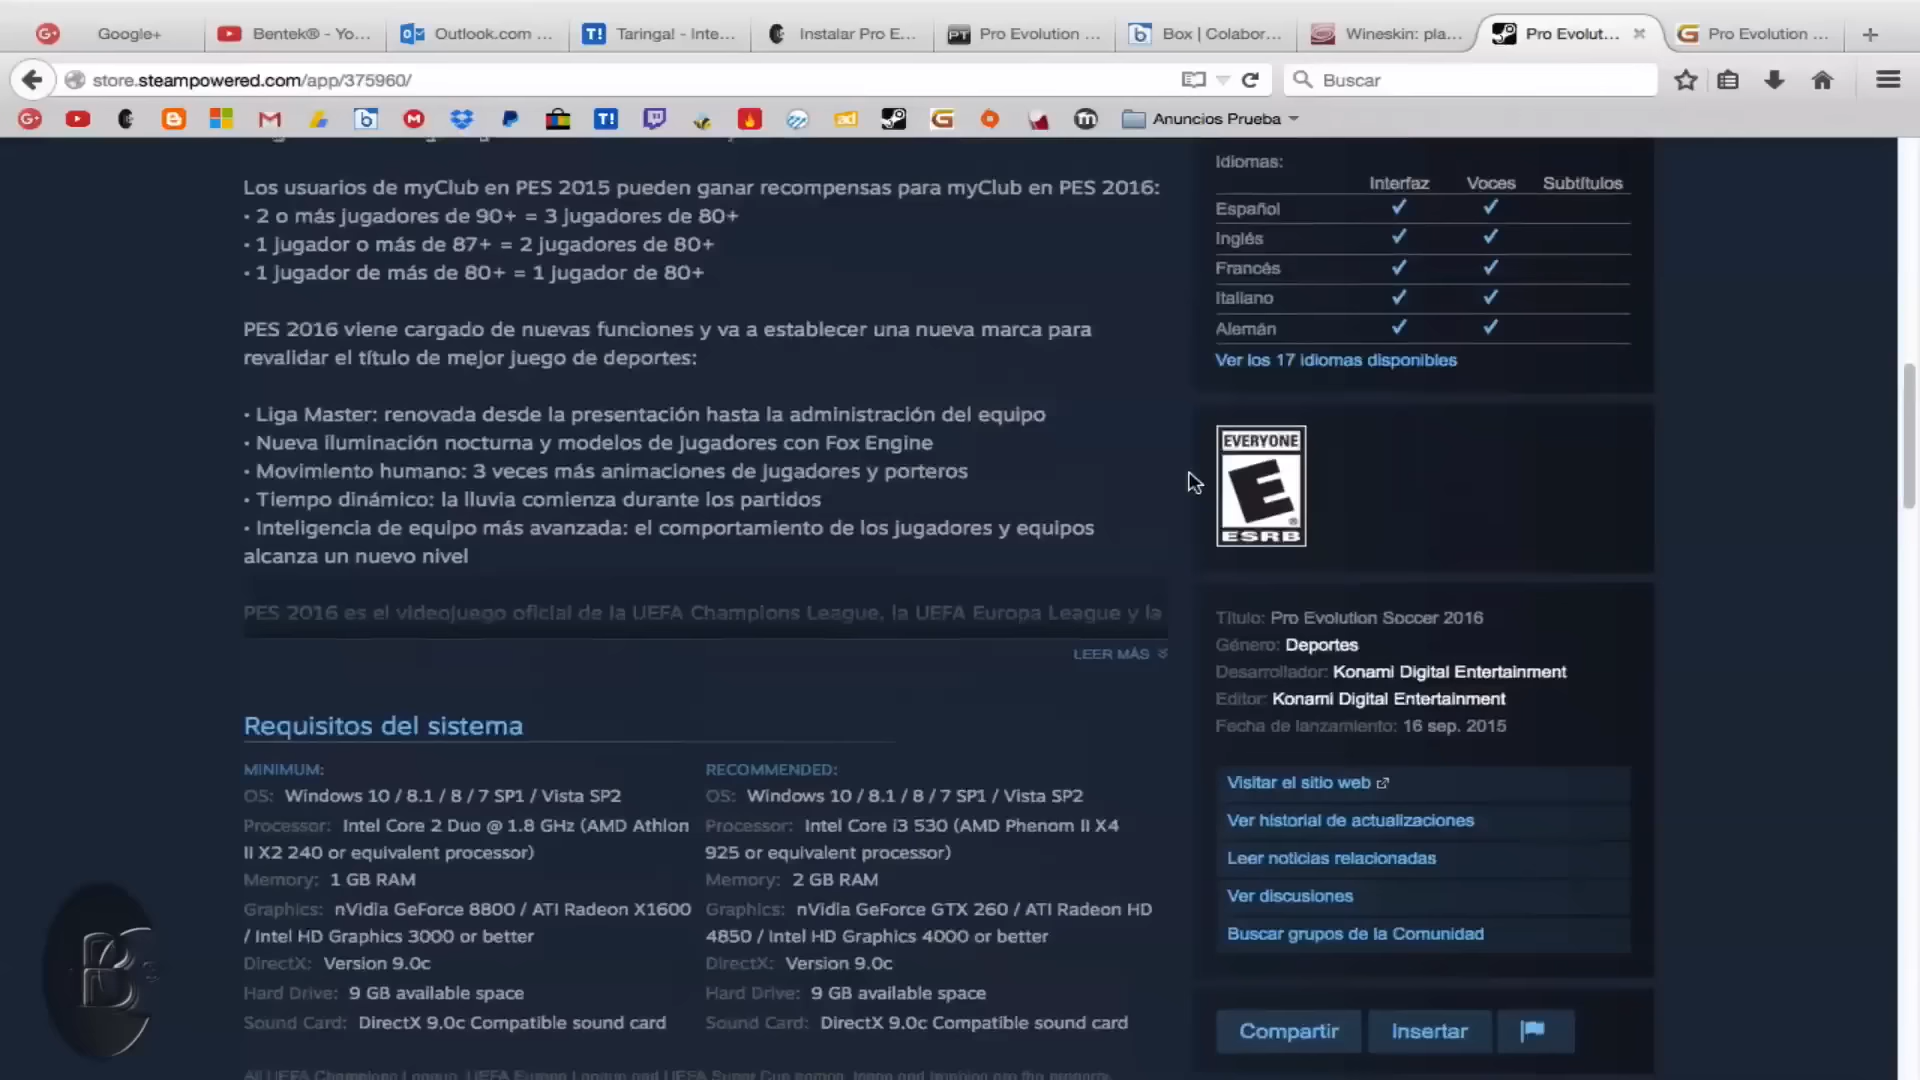 Google+
Bentek® - Yo...
Outlook.com ...
Taringa! - Inte...
Instalar Pro E...
Pro Evolution ...
Box | Colabor...
Wineskin: pla...
Pro Evolut...
Pro Evolution ...
store.steampowered.com/app/375960/
Buscar
Anuncios Prueba
Los usuarios de myClub en PES 2015 pueden ganar recompensas para myClub en PES 2016:
• 2 o más jugadores de 90+ = 3 jugadores de 80+
• 1 jugador o más de 87+ = 2 jugadores de 80+
• 1 jugador de más de 80+ = 1 jugador de 80+
PES 2016 viene cargado de nuevas funciones y va a establecer una nueva marca para
revalidar el título de mejor juego de deportes:
• Liga Master: renovada desde la presentación hasta la administración del equipo
• Nueva iluminación nocturna y modelos de jugadores con Fox Engine
• Movimiento humano: 3 veces más animaciones de jugadores y porteros
• Tiempo dinámico: la lluvia comienza durante los partidos
• Inteligencia de equipo más avanzada: el comportamiento de los jugadores y equipos
alcanza un nuevo nivel
PES 2016 es el videojuego oficial de la UEFA Champions League, la UEFA Europa League y la
LEER MÁS
Requisitos del sistema
MINIMUM:
OS: Windows 10 / 8.1 / 8 / 7 SP1 / Vista SP2
Processor: Intel Core 2 Duo @ 1.8 GHz (AMD Athlon
II X2 240 or equivalent processor)
Memory: 1 GB RAM
Graphics: nVidia GeForce 8800 / ATI Radeon X1600
/ Intel HD Graphics 3000 or better
DirectX: Version 9.0c
Hard Drive: 9 GB available space
Sound Card: DirectX 9.0c Compatible sound card
RECOMMENDED:
OS: Windows 10 / 8.1 / 8 / 7 SP1 / Vista SP2
Processor: Intel Core i3 530 (AMD Phenom II X4
925 or equivalent processor)
Memory: 2 GB RAM
Graphics: nVidia GeForce GTX 260 / ATI Radeon HD
4850 / Intel HD Graphics 4000 or better
DirectX: Version 9.0c
Hard Drive: 9 GB available space
Sound Card: DirectX 9.0c Compatible sound card
Idiomas:
Interfaz Voces Subtítulos
Español ✓ ✓
Inglés ✓ ✓
Francés ✓ ✓
Italiano ✓ ✓
Alemán ✓ ✓
Ver los 17 idiomas disponibles
EVERYONE
E
ESRB
Título: Pro Evolution Soccer 2016
Género: Deportes
Desarrollador: Konami Digital Entertainment
Editor: Konami Digital Entertainment
Fecha de lanzamiento: 16 sep. 2015
Visitar el sitio web
Ver historial de actualizaciones
Leer noticias relacionadas
Ver discusiones
Buscar grupos de la Comunidad
Compartir
Insertar